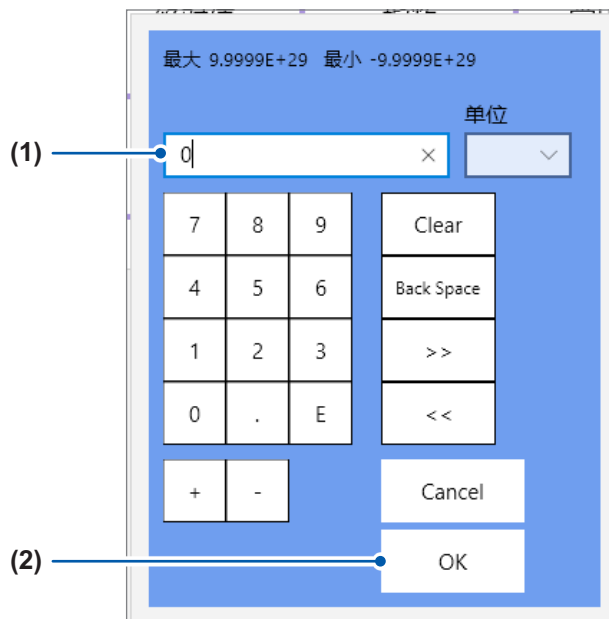 最大 9.9999E+29 最小 -9.9999E+29
单位
(1)
0
7 8 9 Clear
4 5 6 Back Space
1 2 3 >>
0 . E <<
+ - Cancel
(2)
OK